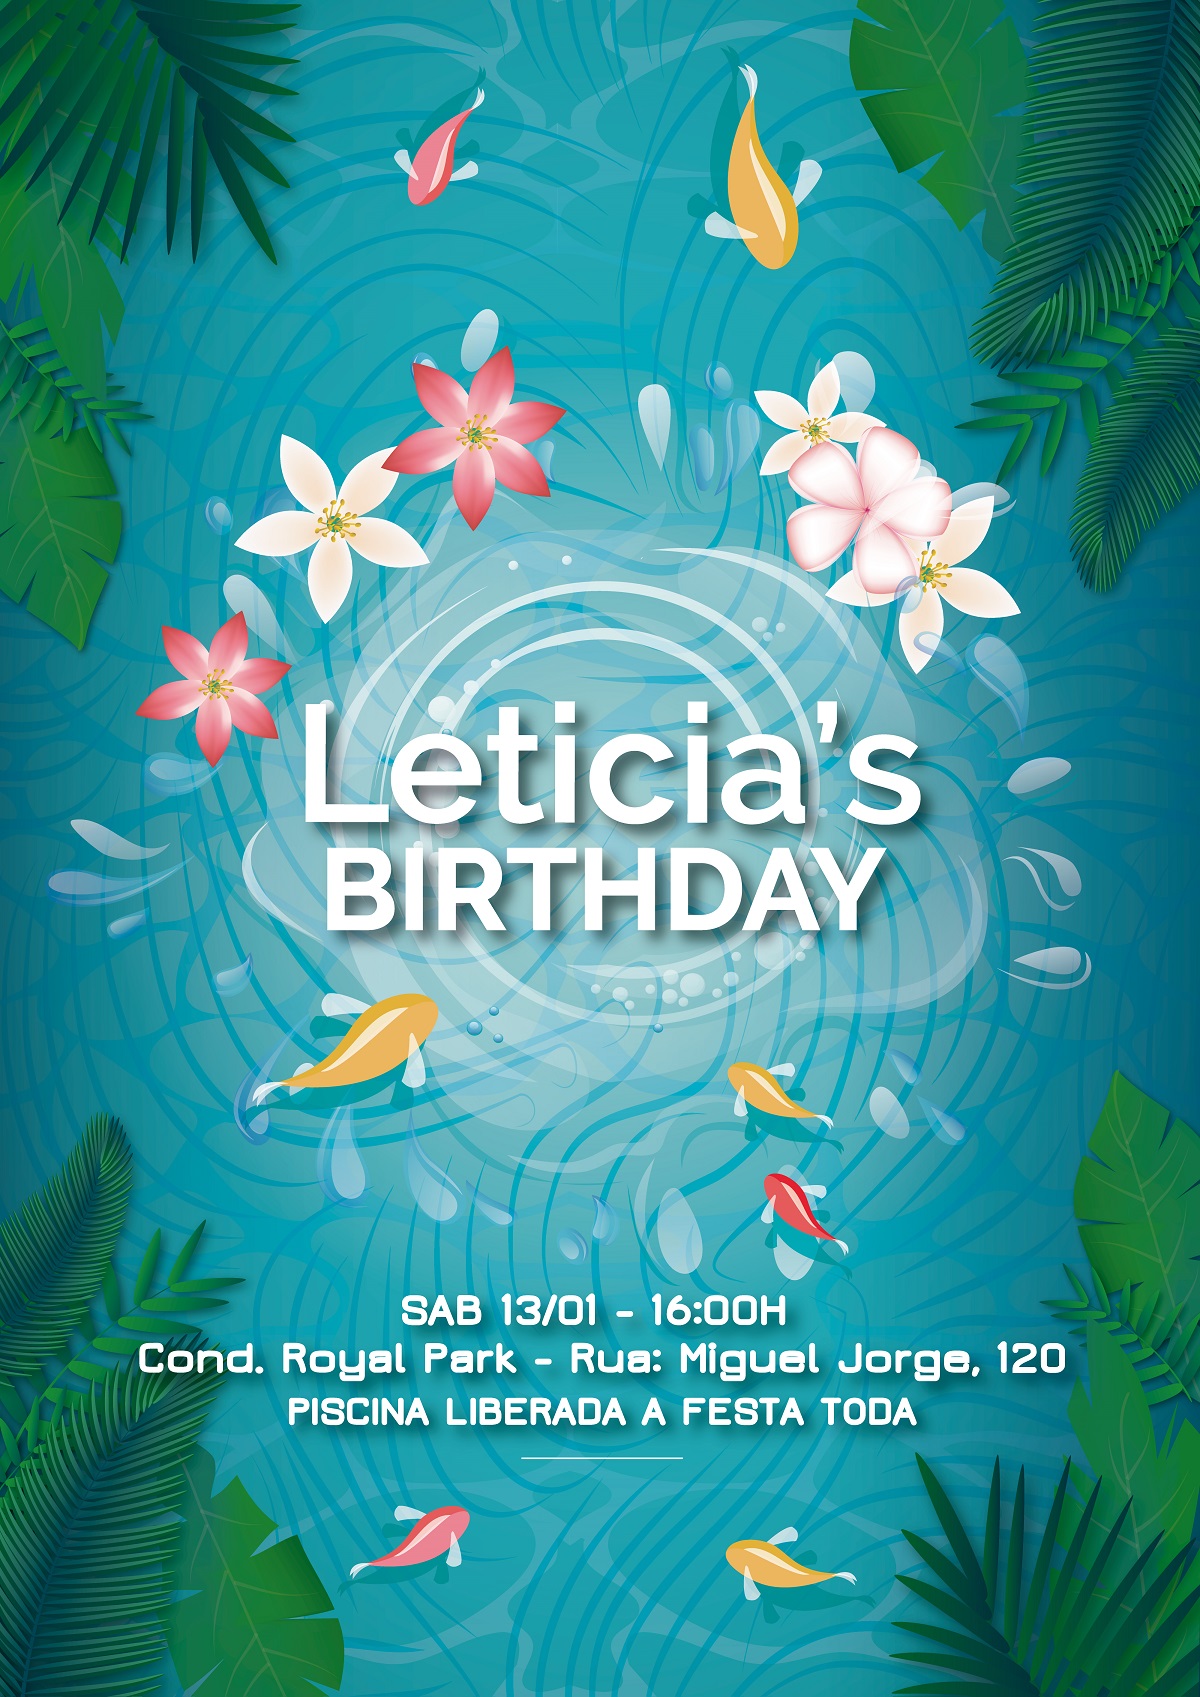 Leticia’s
BIRTHDAY
SAB 13/01 - 16:00H
Cond. Royal Park - Rua: Miguel Jorge, 120
PISCINA LIBERADA A FESTA TODA